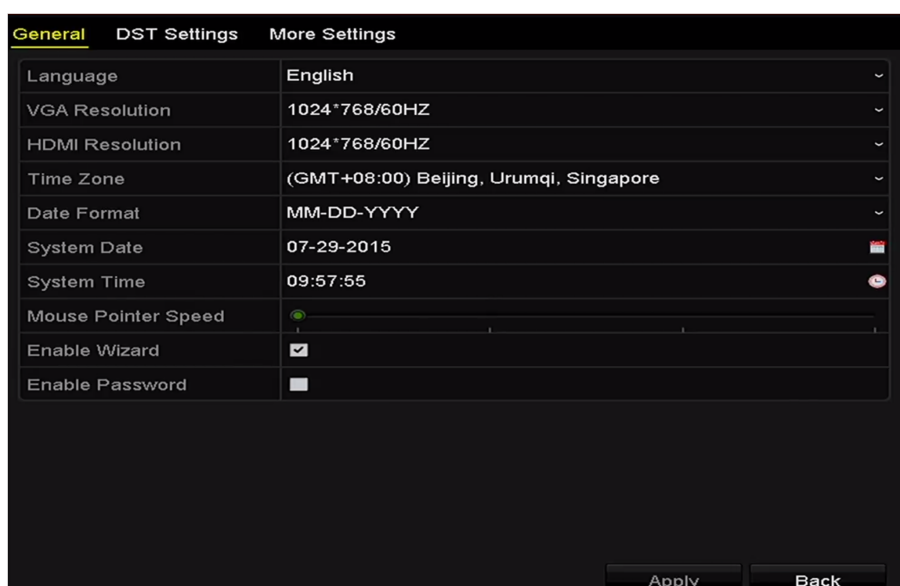 General DST Settings More Settings
Language English
VGA Resolution 1024*768/60HZ
HDMI Resolution 1024*768/60HZ
Time Zone (GMT+08:00) Beijing, Urumqi, Singapore
Date Format MM-DD-YYYY
System Date 07-29-2015
System Time 09:57:55
Mouse Pointer Speed
Enable Wizard
Enable Password
Apply Back